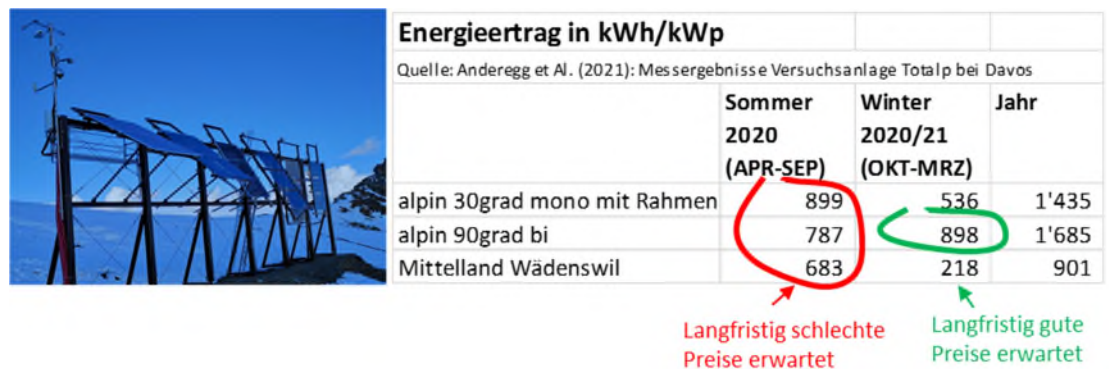 Energieertrag in kWh/kWp
Quelle: Anderegg et Al. (2021): Messergebnisse Versuchsanlage Totalp bei Davos
Sommer 2020 (APR-SEP) Winter 2020/21 (OKT-MRZ) Jahr
alpin 30grad mono mit Rahmen 899 536 1'435
alpin 90grad bi 787 898 1'685
Mittelland Wädenswil 683 218 901
Langfristig schlechte
Preise erwartet
Langfristig gute
Preise erwartet